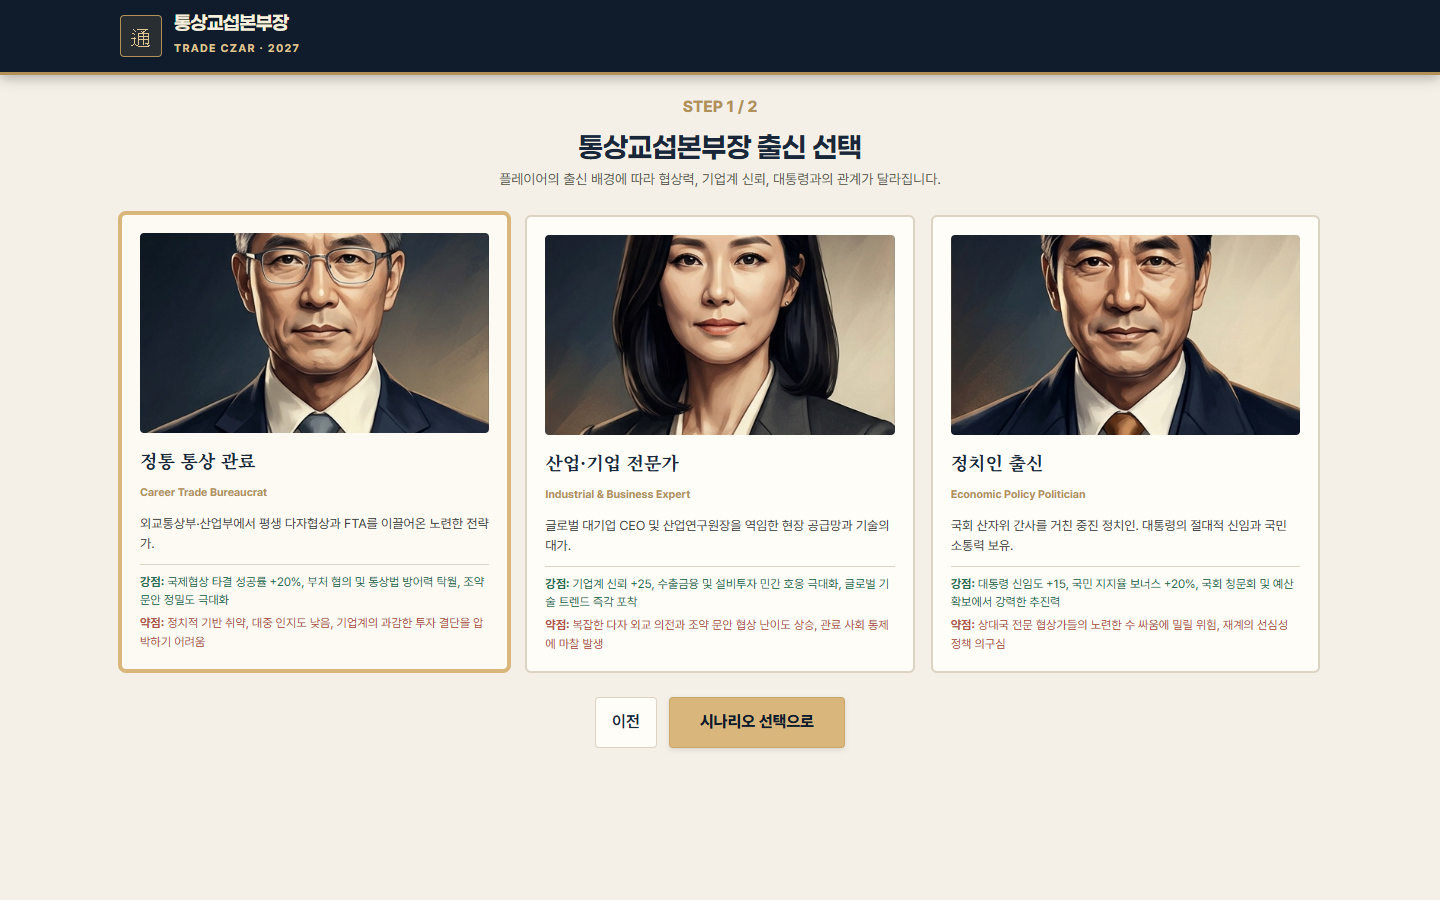 通
통상교섭본부장
TRADE CZAR · 2027
STEP 1 / 2
통상교섭본부장 출신 선택
플레이어의 출신 배경에 따라 협상력, 기업계 신뢰, 대통령과의 관계가 달라집니다.
정통 통상 관료
Career Trade Bureaucrat
외교통상부·산업부에서 평생 다자협상과 FTA를 이끌어온 노련한 전략
가.
강점: 국제협상 타결 성공률 +20%, 부처 협의 및 통상법 방어력 탁월, 조약
문안 정밀도 극대화
약점: 정치적 기반 취약, 대중 인지도 낮음, 기업계의 과감한 투자 결단을 압
박하기 어려움
산업·기업 전문가
Industrial & Business Expert
글로벌 대기업 CEO 및 산업연구원장을 역임한 현장 공급망과 기술의
대가.
강점: 기업계 신뢰 +25, 수출금융 및 설비투자 민간 호응 극대화, 글로벌 기
술 트렌드 즉각 포착
약점: 복잡한 다자 외교 의전과 조약 문안 협상 난이도 상승, 관료 사회 통제
에 마찰 발생
정치인 출신
Economic Policy Politician
국회 산자위 간사를 거친 중진 정치인. 대통령의 절대적 신임과 국민
소통력 보유.
강점: 대통령 신임도 +15, 국민 지지율 보너스 +20%, 국회 청문회 및 예산
확보에서 강력한 추진력
약점: 상대국 전문 협상가들의 노련한 수 싸움에 밀릴 위험, 재계의 선심성
정책 의구심
이전
시나리오 선택으로